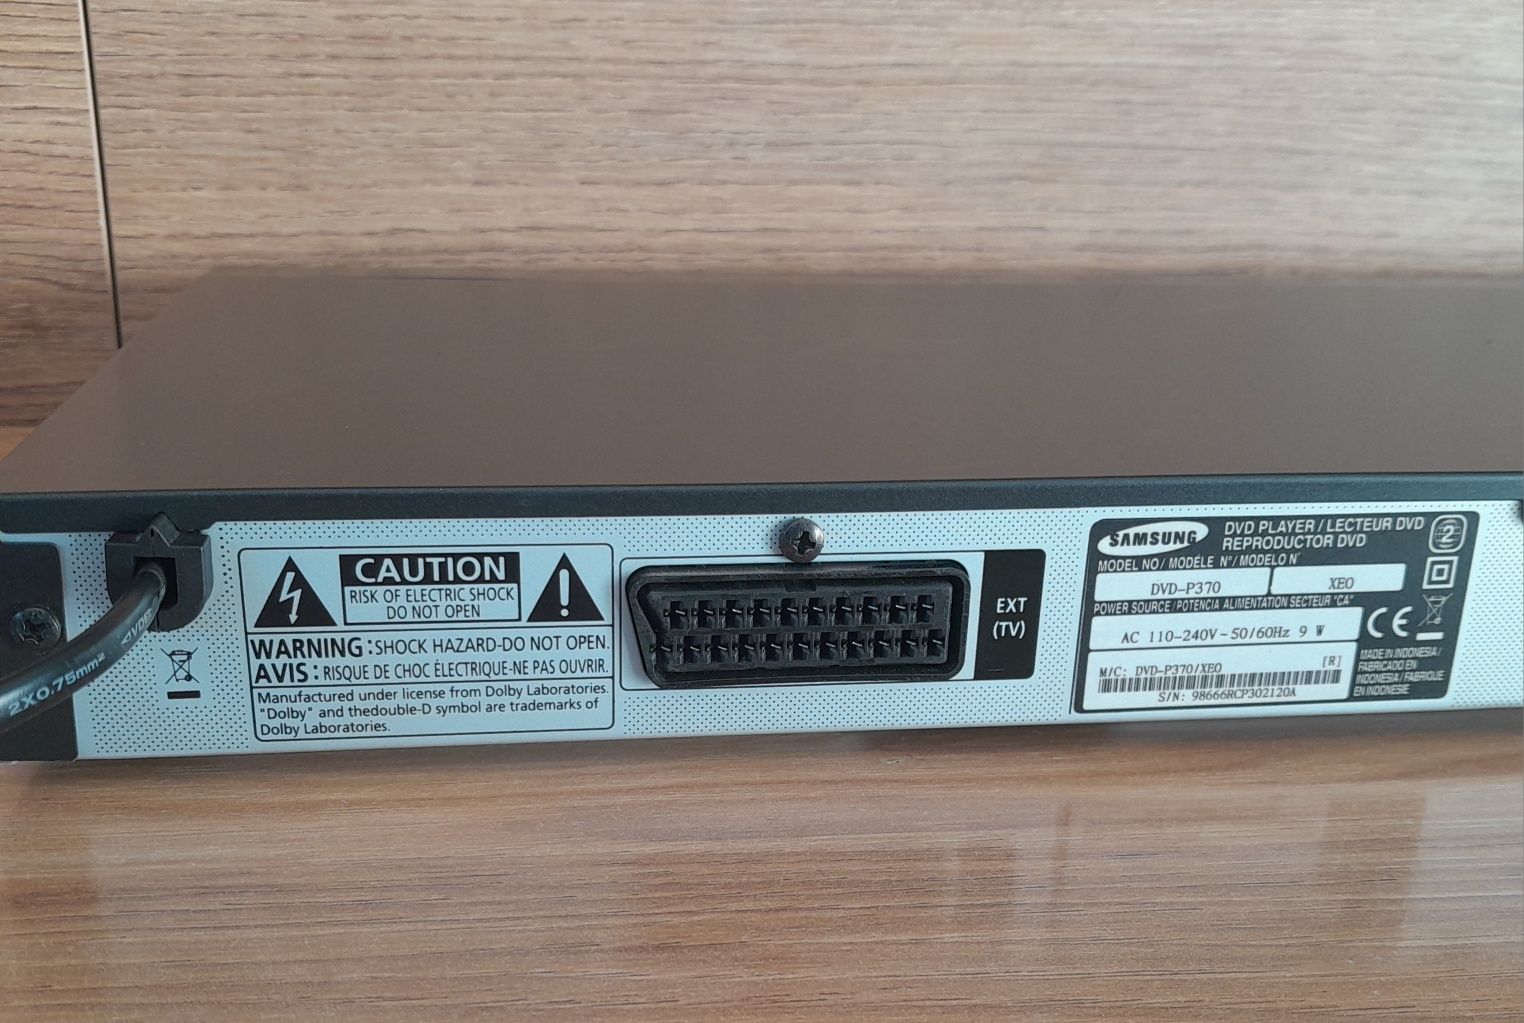 CAUTION
RISK OF ELECTRIC SHOCK
DO NOT OPEN
WARNING : SHOCK HAZARD-DO NOT OPEN.
AVIS : RISQUE DE CHOC ÉLECTRIQUE-NE PAS OUVRIR.
Manufactured under license from Dolby Laboratories.
"Dolby" and thedouble-D symbol are trademarks of
Dolby Laboratories.
<VDE>
2X0.75mm²
EXT
(TV)
SAMSUNG
DVD PLAYER / LECTEUR DVD
REPRODUCTOR DVD
2
MODEL NO / MODÈLE N° / MODELO N°
DVD-P370 XEO
POWER SOURCE / POTENCIA ALIMENTATION SECTEUR "CA"
AC 110-240V~50/60Hz 9 W
CE
M/C: DVD-P370/XEO [R]
S/N: 98666RCP302120A
MADE IN INDONESIA /
FABRICADO EN
INDONESIA / FABRIQUE
EN INDONESIE